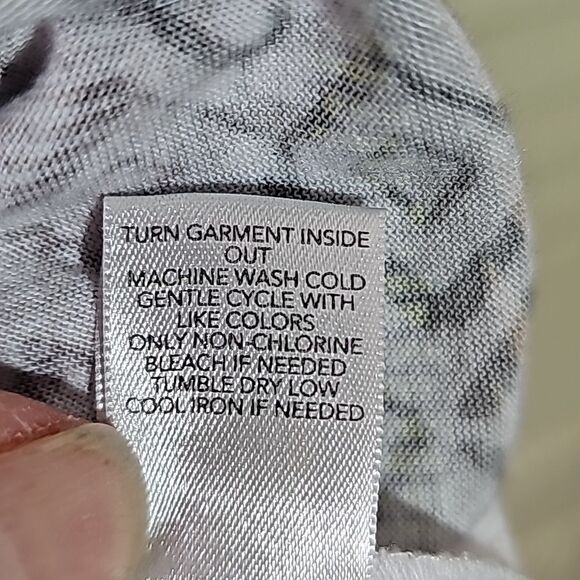 TURN GARMENT INSIDE
OUT
MACHINE WASH COLD
GENTLE CYCLE WITH
LIKE COLORS
ONLY NON-CHLORINE
BLEACH IF NEEDED
TUMBLE DRY LOW
COOL IRON IF NEEDED